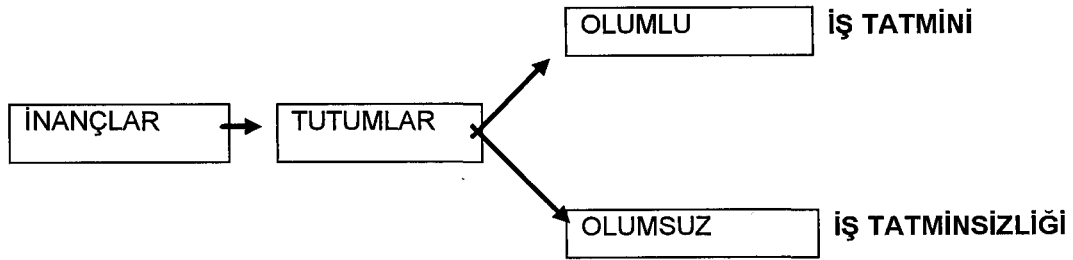 OLUMLU İŞ TATMİNİ
İNANÇLAR TUTUMLAR
OLUMSUZ İŞ TATMİNSİZLİĞİ